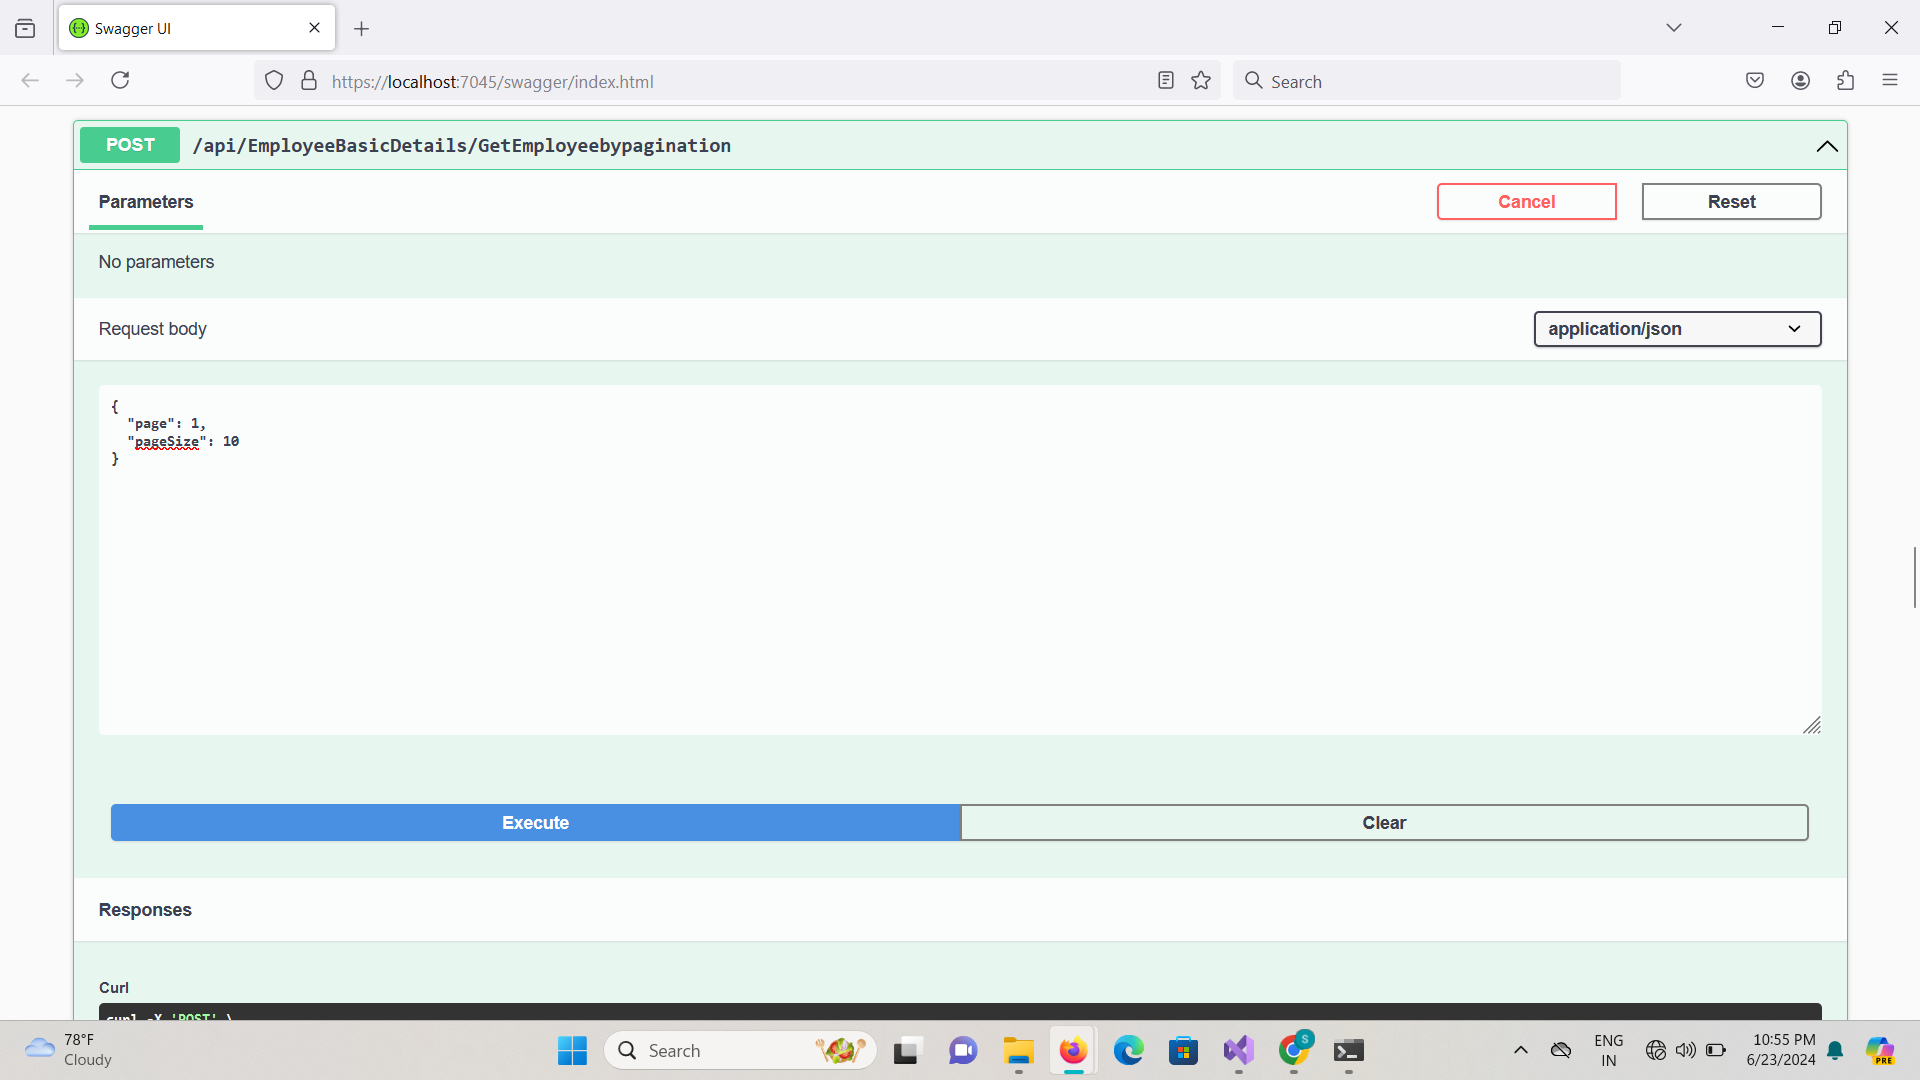 Swagger UI
https://localhost:7045/swagger/index.html
Search
POST /api/EmployeeBasicDetails/GetEmployeebypagination
Parameters
Cancel
Reset
No parameters
Request body
application/json
{
"page": 1,
"pageSize": 10
}
Execute
Clear
Responses
Curl
curl -X 'POST' \
78°F
Cloudy
Search
S
ENG
IN
10:55 PM
6/23/2024
PRE